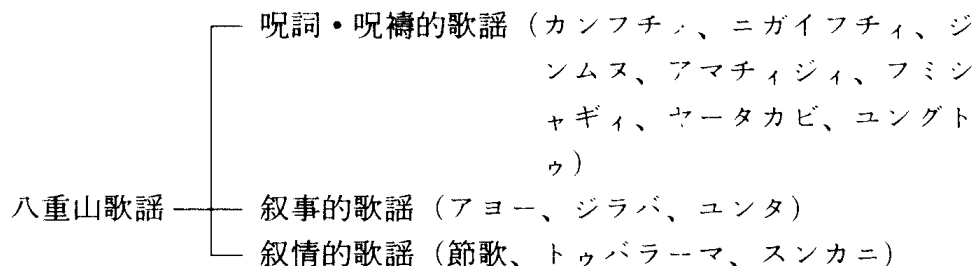 呪詞・呪禱的歌謡（カンフチィ、ニガイフチィ、ジ
ンムヌ、アマチィジィ、フミシ
ャギィ、ヤータカビ、ユングト
ゥ）
八重山歌謡
叙事的歌謡（アヨー、ジラバ、ユンタ）
叙情的歌謡（節歌、トゥバラーマ、スンカニ）